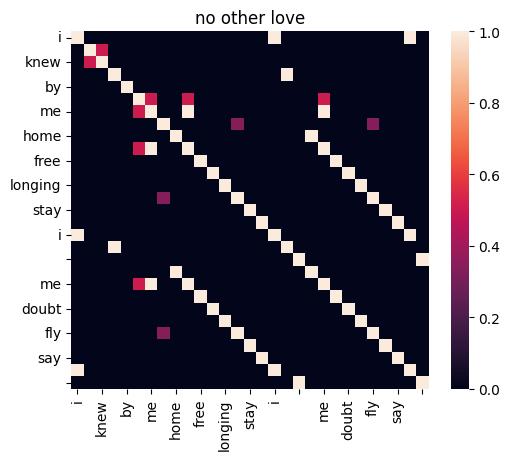 no other love
i
knew
by
me
home
free
longing
stay
i
me
doubt
fly
say
i
knew
by
me
home
free
longing
stay
i
me
doubt
fly
say
1.0
0.8
0.6
0.4
0.2
0.0